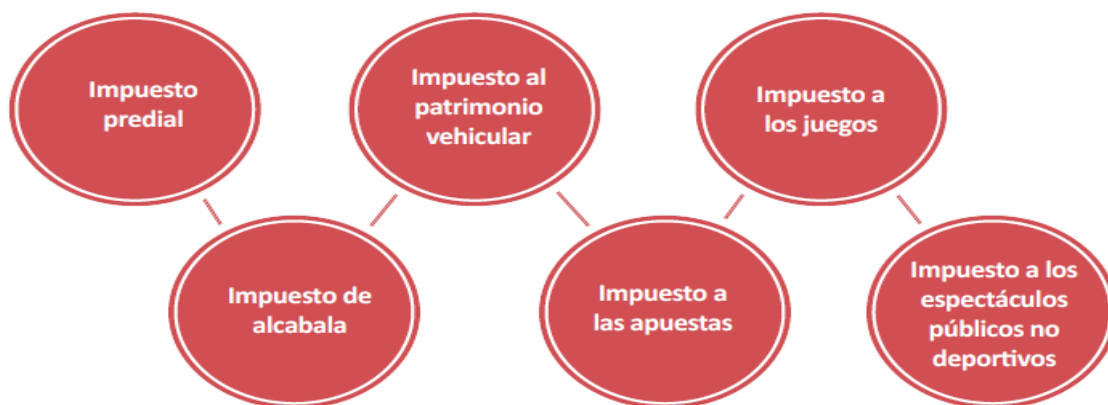 Impuesto
predial
Impuesto de
alcabala
Impuesto al
patrimonio
vehicular
Impuesto a
las apuestas
Impuesto a
los juegos
Impuesto a los
espectáculos
públicos no
deportivos